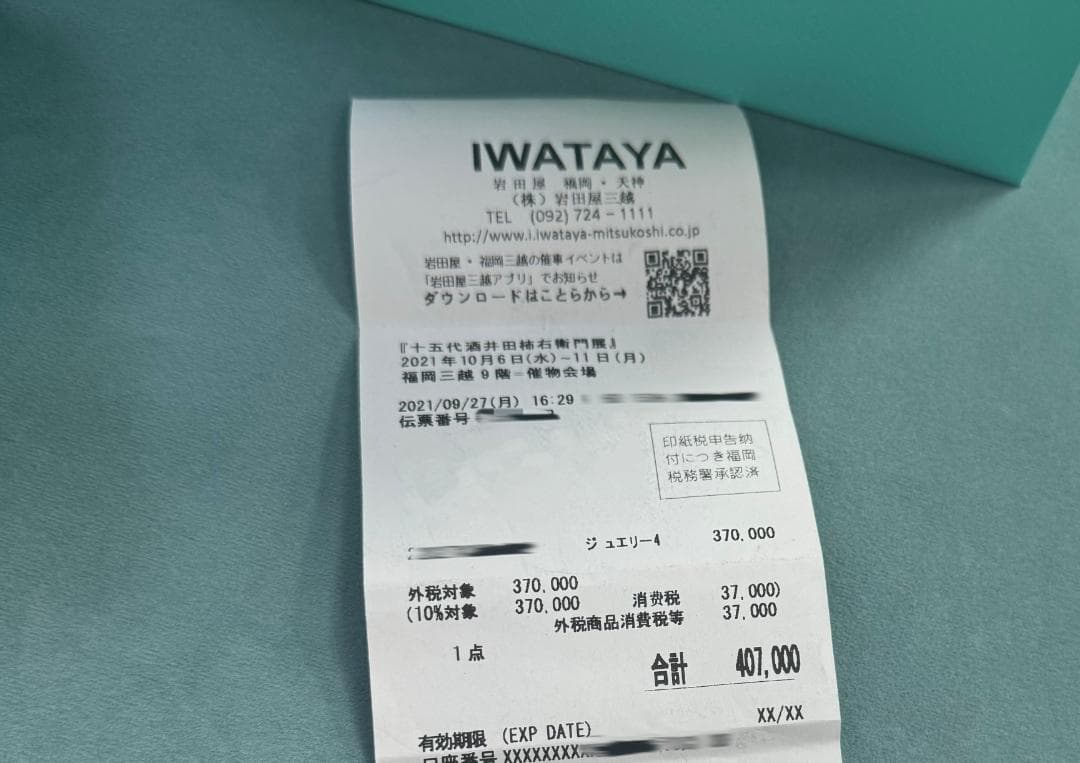 IWATAYA
岩田屋 福岡・天神
(株)岩田屋三越
TEL (092)724-1111
http://www.i.iwataya-mitsukoshi.co.jp
岩田屋・福岡三越の催事イベントは
「岩田屋三越アプリ」でお知らせ
ダウンロードはこちらから→
『十五代酒井田柿右衛門展』
2021年10月6日(水)~11日(月)
福岡三越9階=催物会場
2021/09/27(月) 16:29
伝票番号
印紙税申告納
付につき福岡
税務署承認済
ジュエリー4 370,000
外税対象 370,000
(10%対象 370,000 消費税 37,000)
外税商品消費税等 37,000
1点
合計 407,000
有効期限 (EXP DATE) XX/XX
口座番号 XXXXXXXX